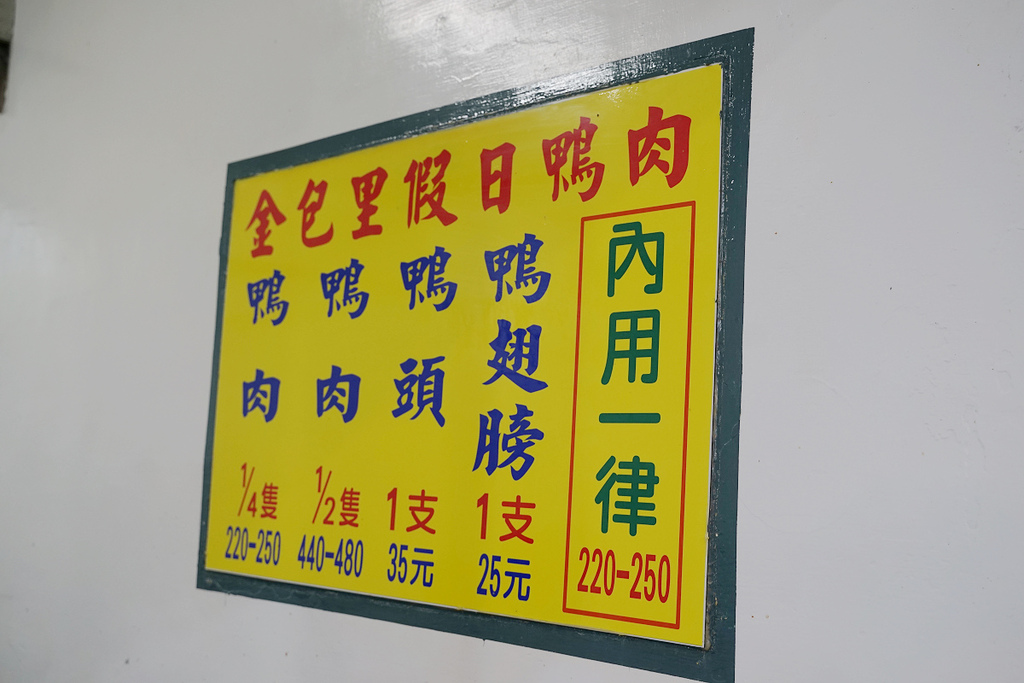 金包里假日鴨肉
內用一律
220-250
鴨翅膀
1支
25元
鴨頭
1支
35元
鴨肉
1/2隻
440-480
鴨肉
1/4隻
220-250